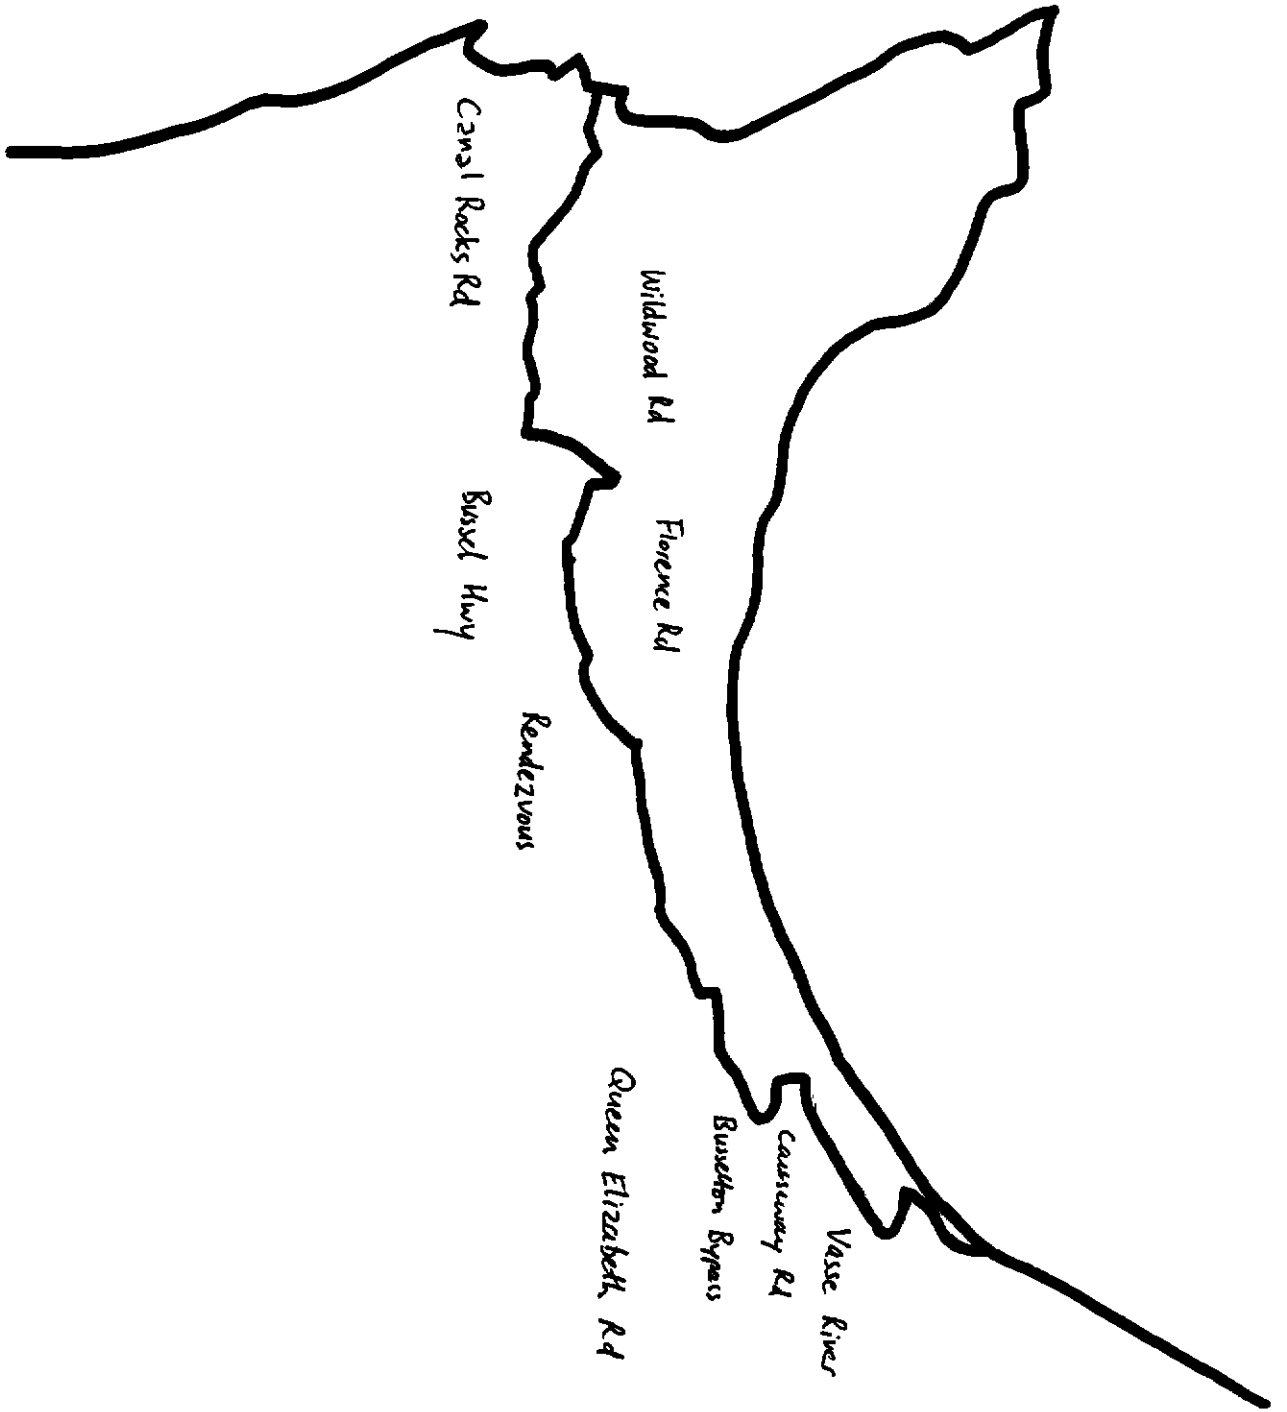 Canal Rocks Rd
Wildwood Rd
Bussel Hwy
Florence Rd
Rendezvous
Queen Elizabeth Rd
Busselton Bypass
Causeway Rd
Vasse River